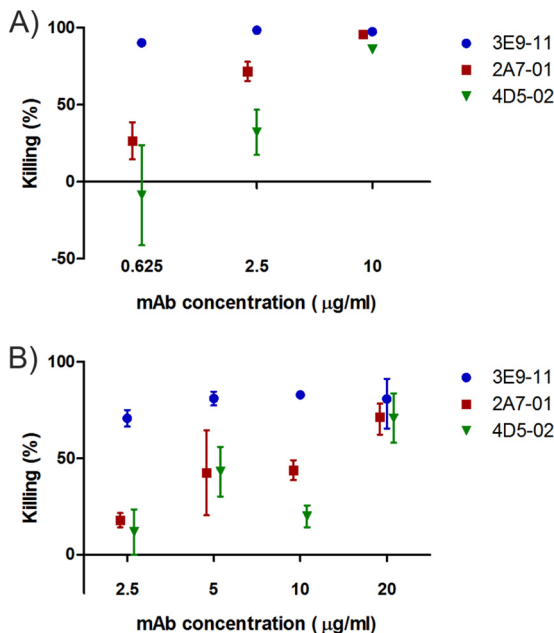 A)
100
50
0
-50
Killing (%)
0.625 2.5 10
mAb concentration ( μg/ml)
3E9-11
2A7-01
4D5-02
B)
100
50
0
Killing (%)
2.5 5 10 20
mAb concentration ( μg/ml)
3E9-11
2A7-01
4D5-02